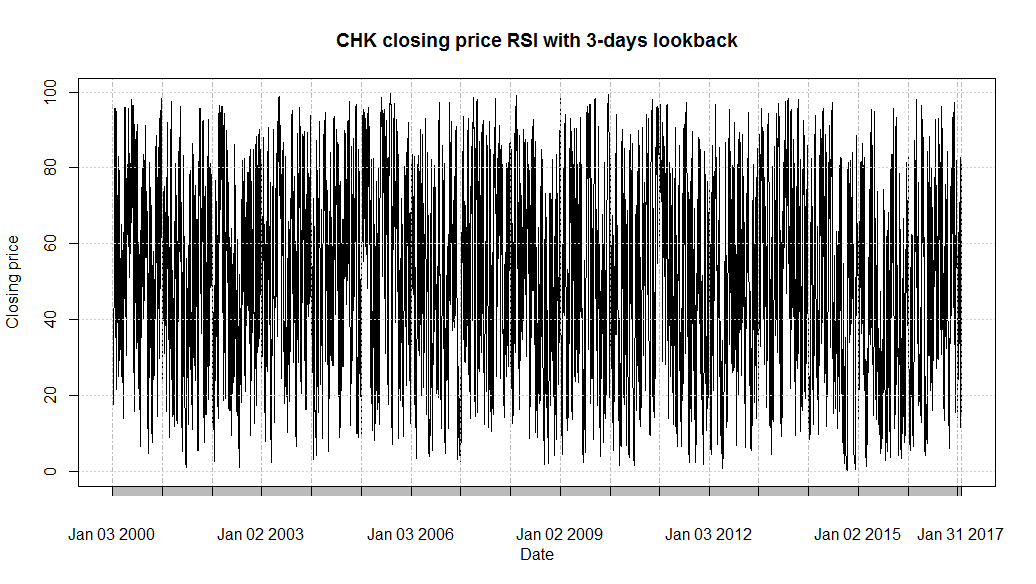 CHK closing price RSI with 3-days lookback
100
80
60
40
20
0
Closing price
Jan 03 2000 Jan 02 2003 Jan 03 2006 Jan 02 2009 Jan 03 2012 Jan 02 2015 Jan 31 2017
Date